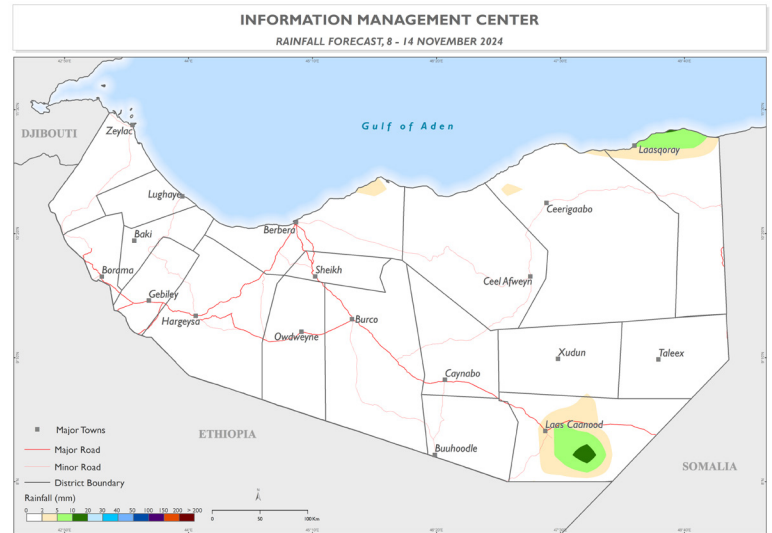 INFORMATION MANAGEMENT CENTER
RAINFALL FORECAST, 8 - 14 NOVEMBER 2024
Gulf of Aden
DJIBOUTI
Zeylac
Laasqoray
Lughaye
Ceerigaabo
Berbera
Baki
Borama
Sheikh
Ceel Afweyn
Gebiley
Hargeysa
Burco
Owdweyne
Xudun
Taleex
Caynabo
Laas Caanood
ETHIOPIA
Buuhoodle
SOMALIA
Major Towns
Major Road
Minor Road
District Boundary
Rainfall (mm)
0 2 5 10 20 30 40 50 100 150 200 > 200
0 50 100 Km